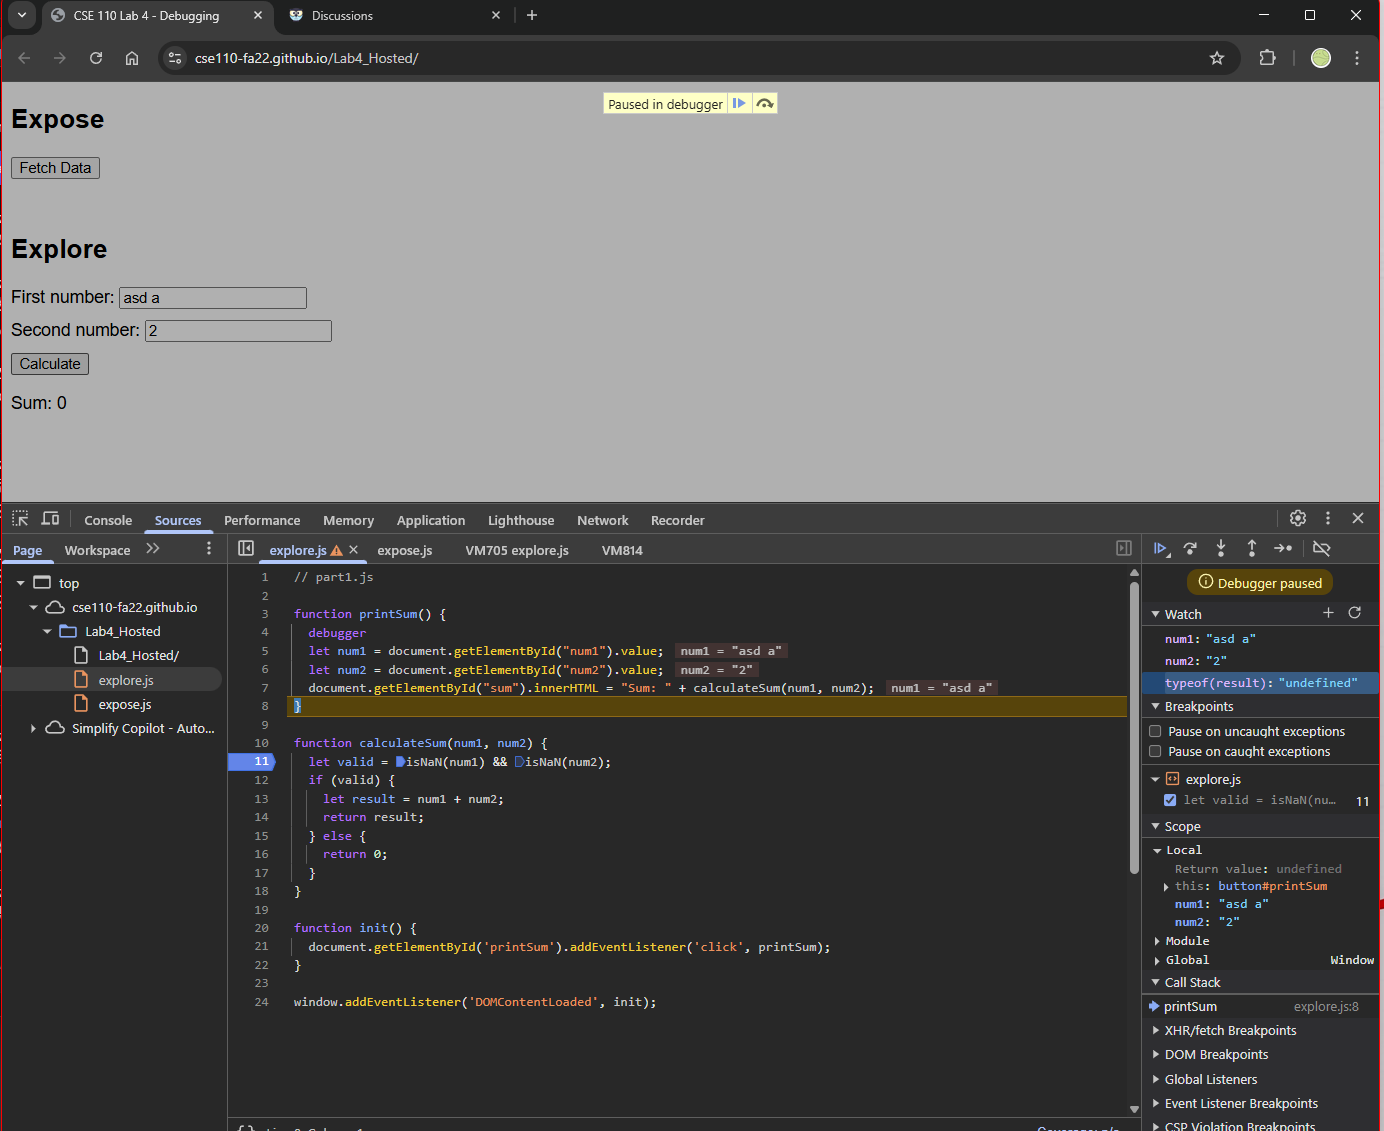 CSE 110 Lab 4 - Debugging
Discussions
cse110-fa22.github.io/Lab4_Hosted/
Paused in debugger
Expose
Fetch Data
Explore
First number: asd a
Second number: 2
Calculate
Sum: 0
Console Sources Performance Memory Application Lighthouse Network Recorder
Page Workspace
explore.js expose.js VM705 explore.js VM814
top
cse110-fa22.github.io
Lab4_Hosted
Lab4_Hosted/
explore.js
expose.js
Simplify Copilot - Auto...
1 // part1.js
2
3 function printSum() {
4 debugger
5 let num1 = document.getElementById("num1").value; num1 = "asd a"
6 let num2 = document.getElementById("num2").value; num2 = "2"
7 document.getElementById("sum").innerHTML = "Sum: " + calculateSum(num1, num2); num1 = "asd a"
8 }
9
10 function calculateSum(num1, num2) {
11 let valid = isNaN(num1) && isNaN(num2);
12 if (valid) {
13 let result = num1 + num2;
14 return result;
15 } else {
16 return 0;
17 }
18 }
19
20 function init() {
21 document.getElementById('printSum').addEventListener('click', printSum);
22 }
23
24 window.addEventListener('DOMContentLoaded', init);
Debugger paused
Watch
num1: "asd a"
num2: "2"
typeof(result): "undefined"
Breakpoints
Pause on uncaught exceptions
Pause on caught exceptions
explore.js
let valid = isNaN(nu... 11
Scope
Local
Return value: undefined
this: button#printSum
num1: "asd a"
num2: "2"
Module
Global Window
Call Stack
printSum explore.js:8
XHR/fetch Breakpoints
DOM Breakpoints
Global Listeners
Event Listener Breakpoints
CSP Violation Breakpoints